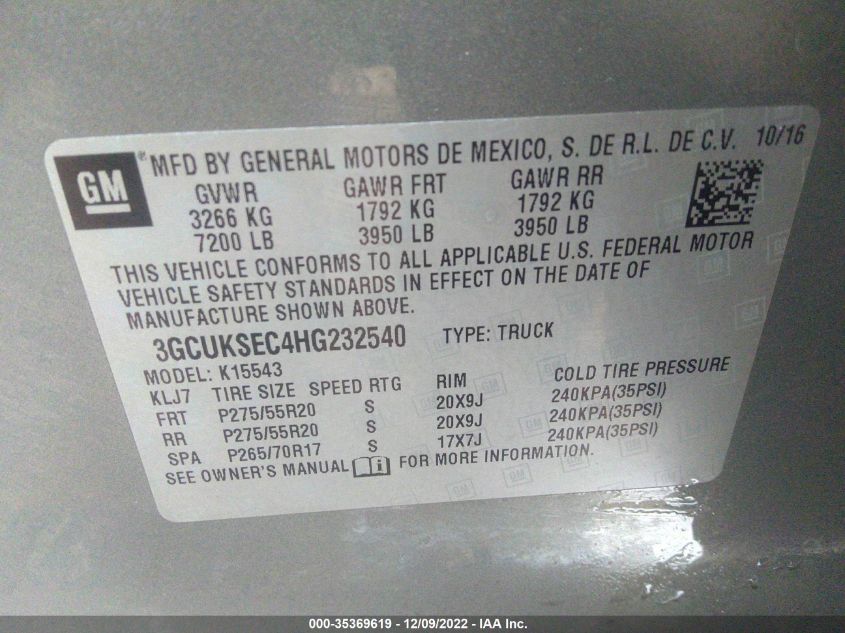 GM ® MFD BY GENERAL MOTORS DE MEXICO, S. DE R.L. DE C.V. 10/16
GVWR GAWR FRT GAWR RR
3266 KG 1792 KG 1792 KG
7200 LB 3950 LB 3950 LB
THIS VEHICLE CONFORMS TO ALL APPLICABLE U.S. FEDERAL MOTOR
VEHICLE SAFETY STANDARDS IN EFFECT ON THE DATE OF
MANUFACTURE SHOWN ABOVE.
3GCUKSEC4HG232540 TYPE: TRUCK
MODEL: K15543
KLJ7 TIRE SIZE SPEED RTG RIM COLD TIRE PRESSURE
FRT P275/55R20 S 20X9J 240KPA(35PSI)
RR P275/55R20 S 20X9J 240KPA(35PSI)
SPA P265/70R17 S 17X7J 240KPA(35PSI)
SEE OWNER'S MANUAL FOR MORE INFORMATION.
000-35369619 - 12/09/2022 - IAA Inc.